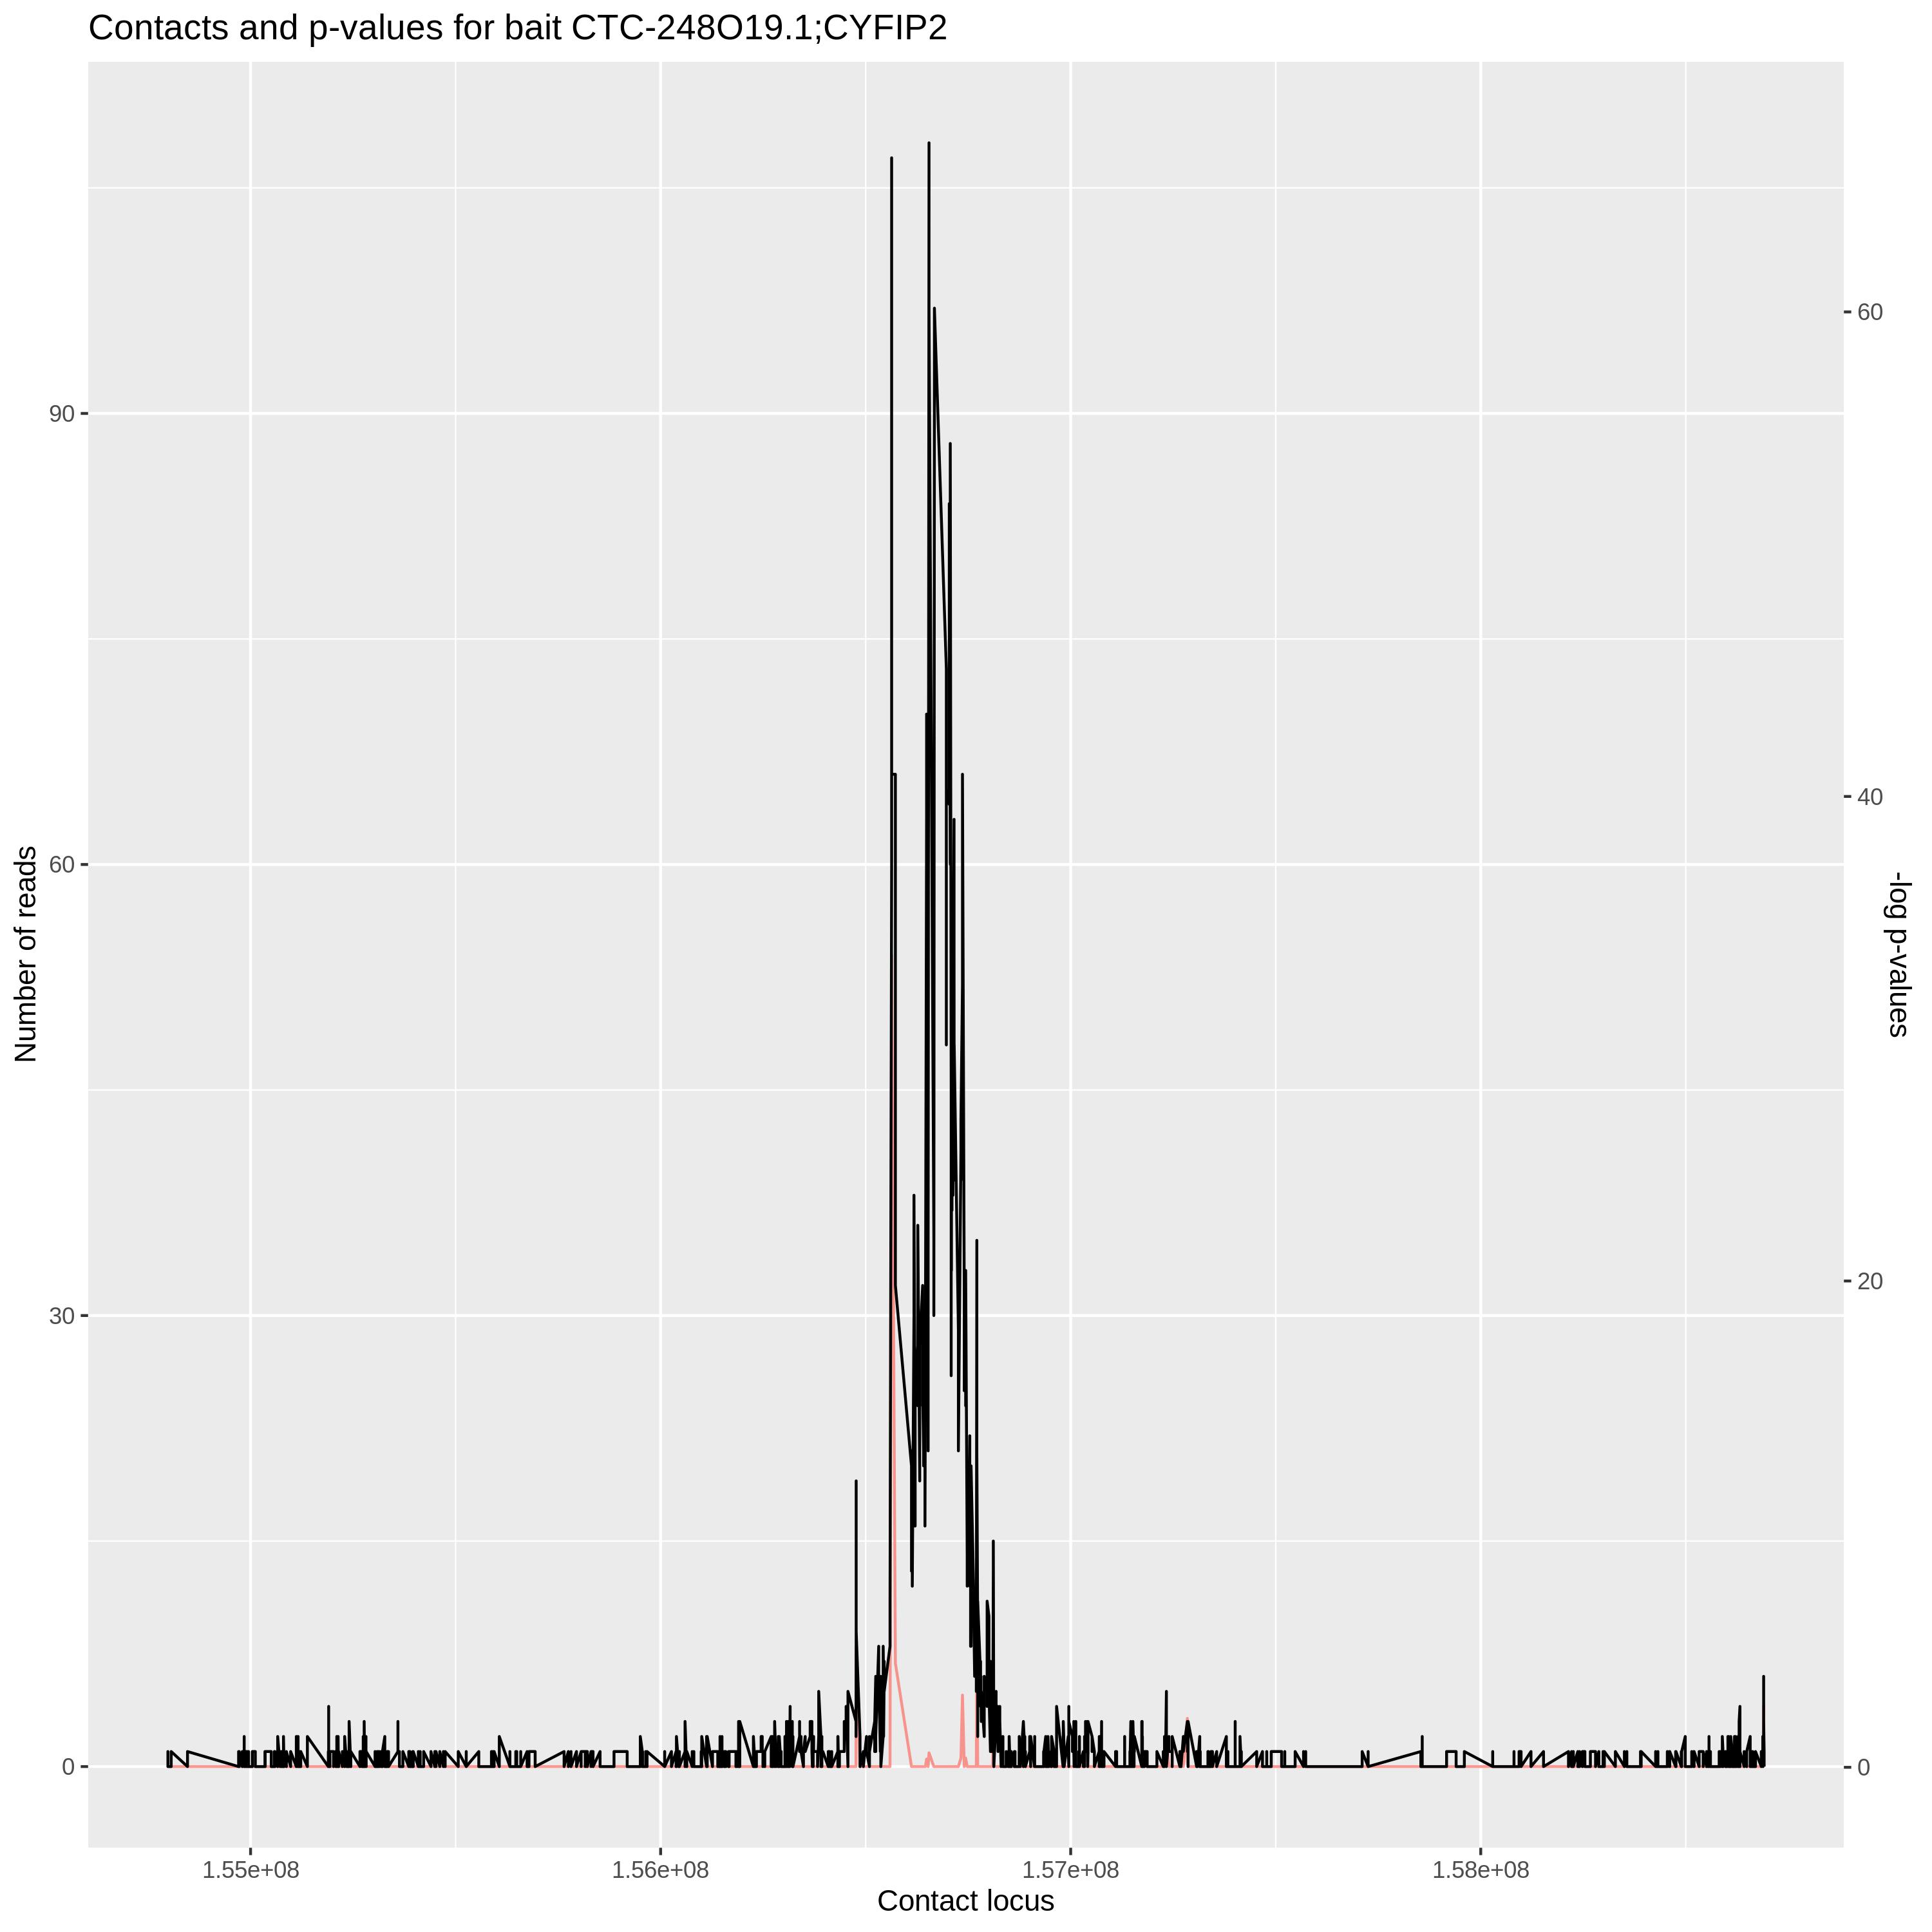 Contacts and p-values for bait CTC-248O19.1;CYFIP2
Number of reads
90
60
30
0
60
40
20
0
-log p-values
1.55e+08 1.56e+08 1.57e+08 1.58e+08
Contact locus